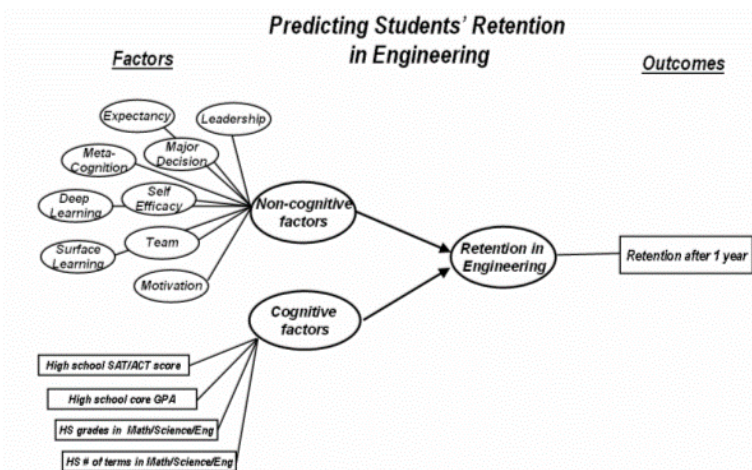 Predicting Students' Retention
in Engineering
Factors
Outcomes
Expectancy
Leadership
Meta-
Cognition
Major
Decision
Deep
Learning
Self
Efficacy
Surface
Learning
Team
Motivation
Non-cognitive
factors
Retention in
Engineering
Retention after 1 year
Cognitive
factors
High school SAT/ACT score
High school core GPA
HS grades in Math/Science/Eng
HS # of terms in Math/Science/Eng